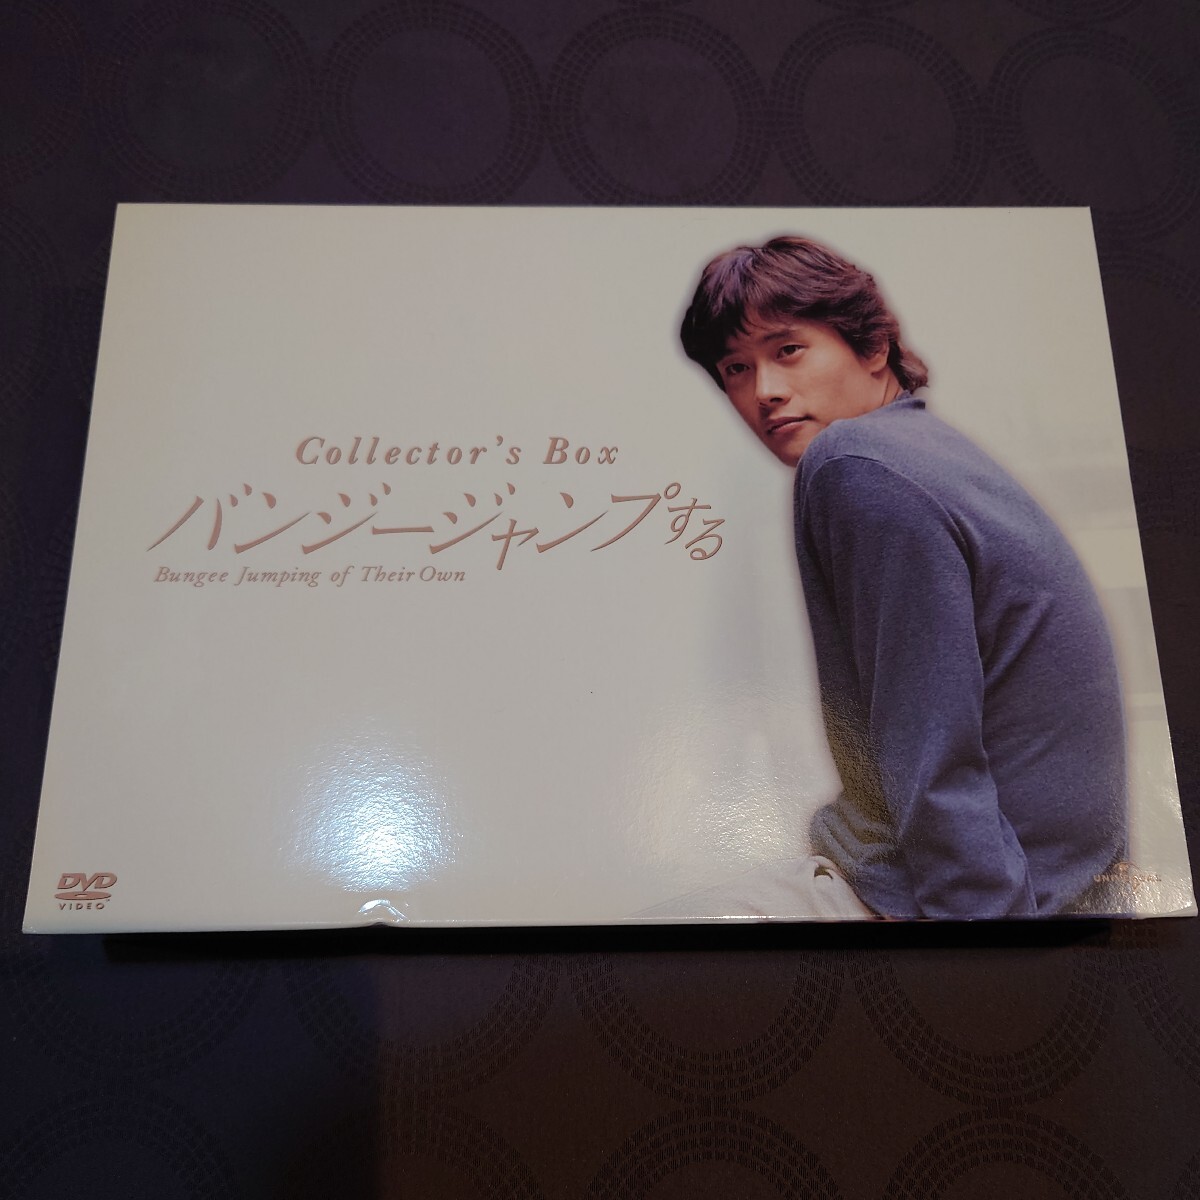 Collector's Box
バンジージャンプする
Bungee Jumping of Their Own
DVD
VIDEO
UNIVERSAL